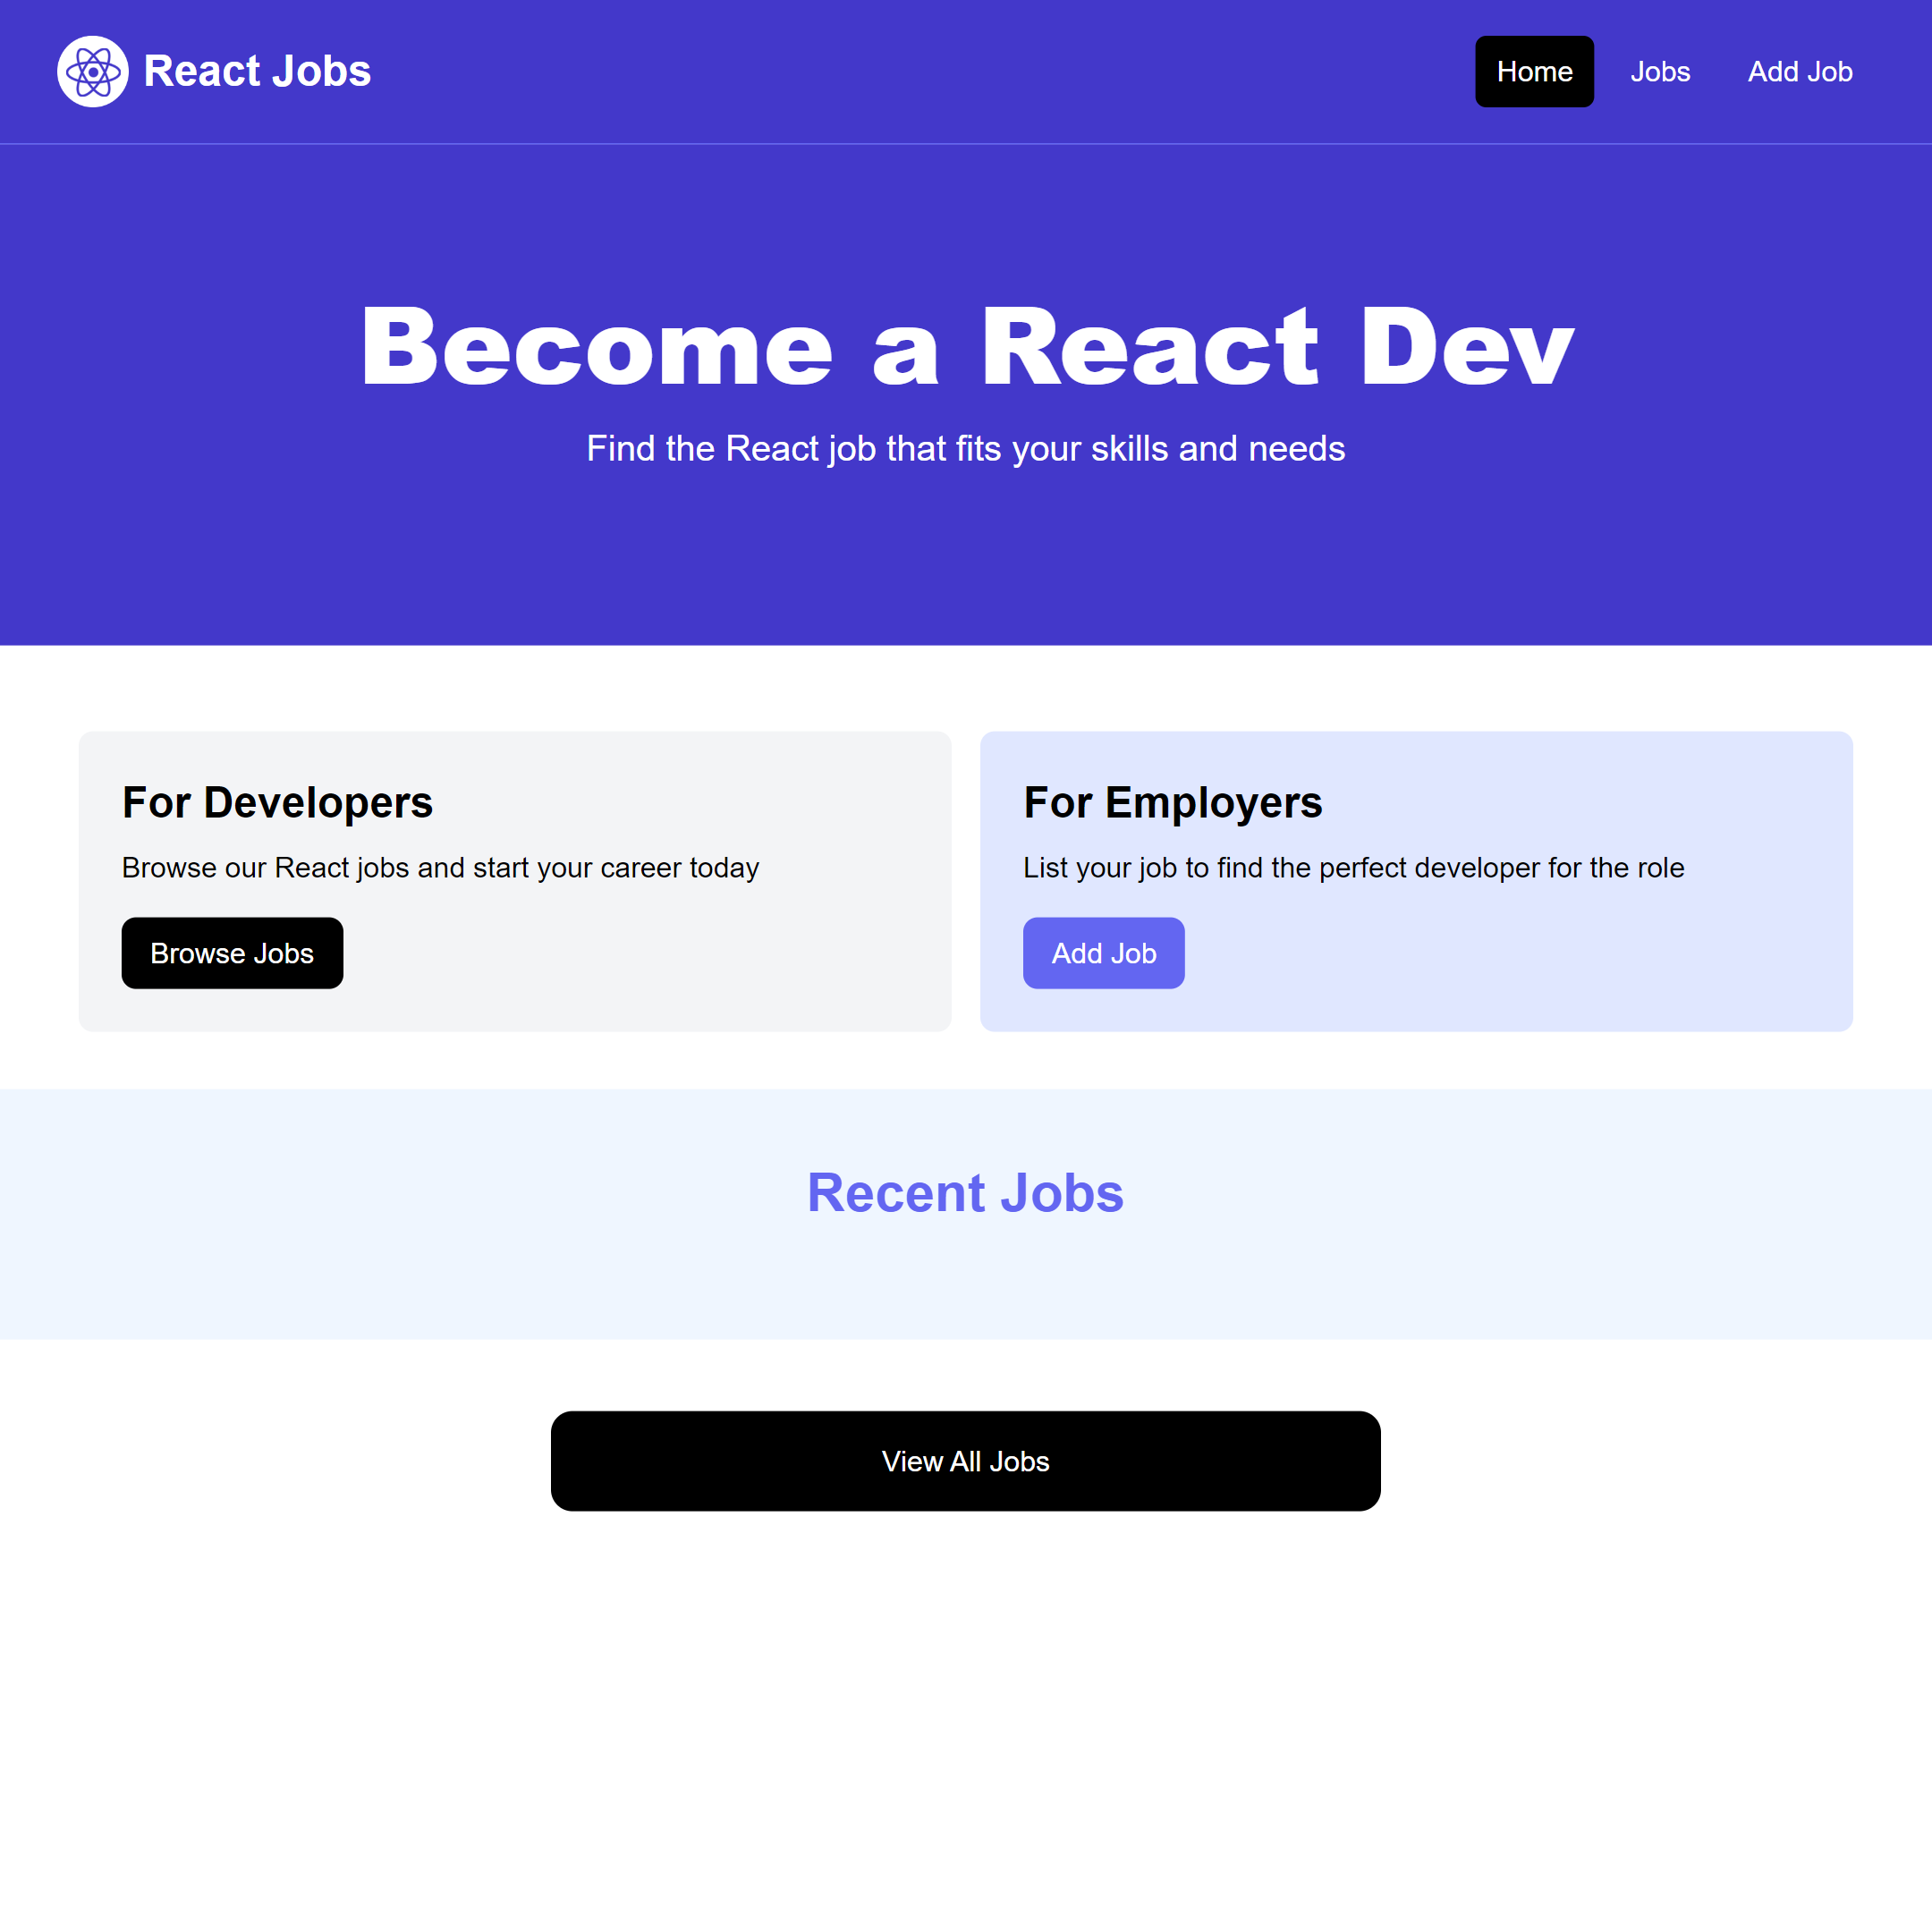 React Jobs
Home
Jobs
Add Job
Become a React Dev
Find the React job that fits your skills and needs
For Developers
Browse our React jobs and start your career today
Browse Jobs
For Employers
List your job to find the perfect developer for the role
Add Job
Recent Jobs
View All Jobs